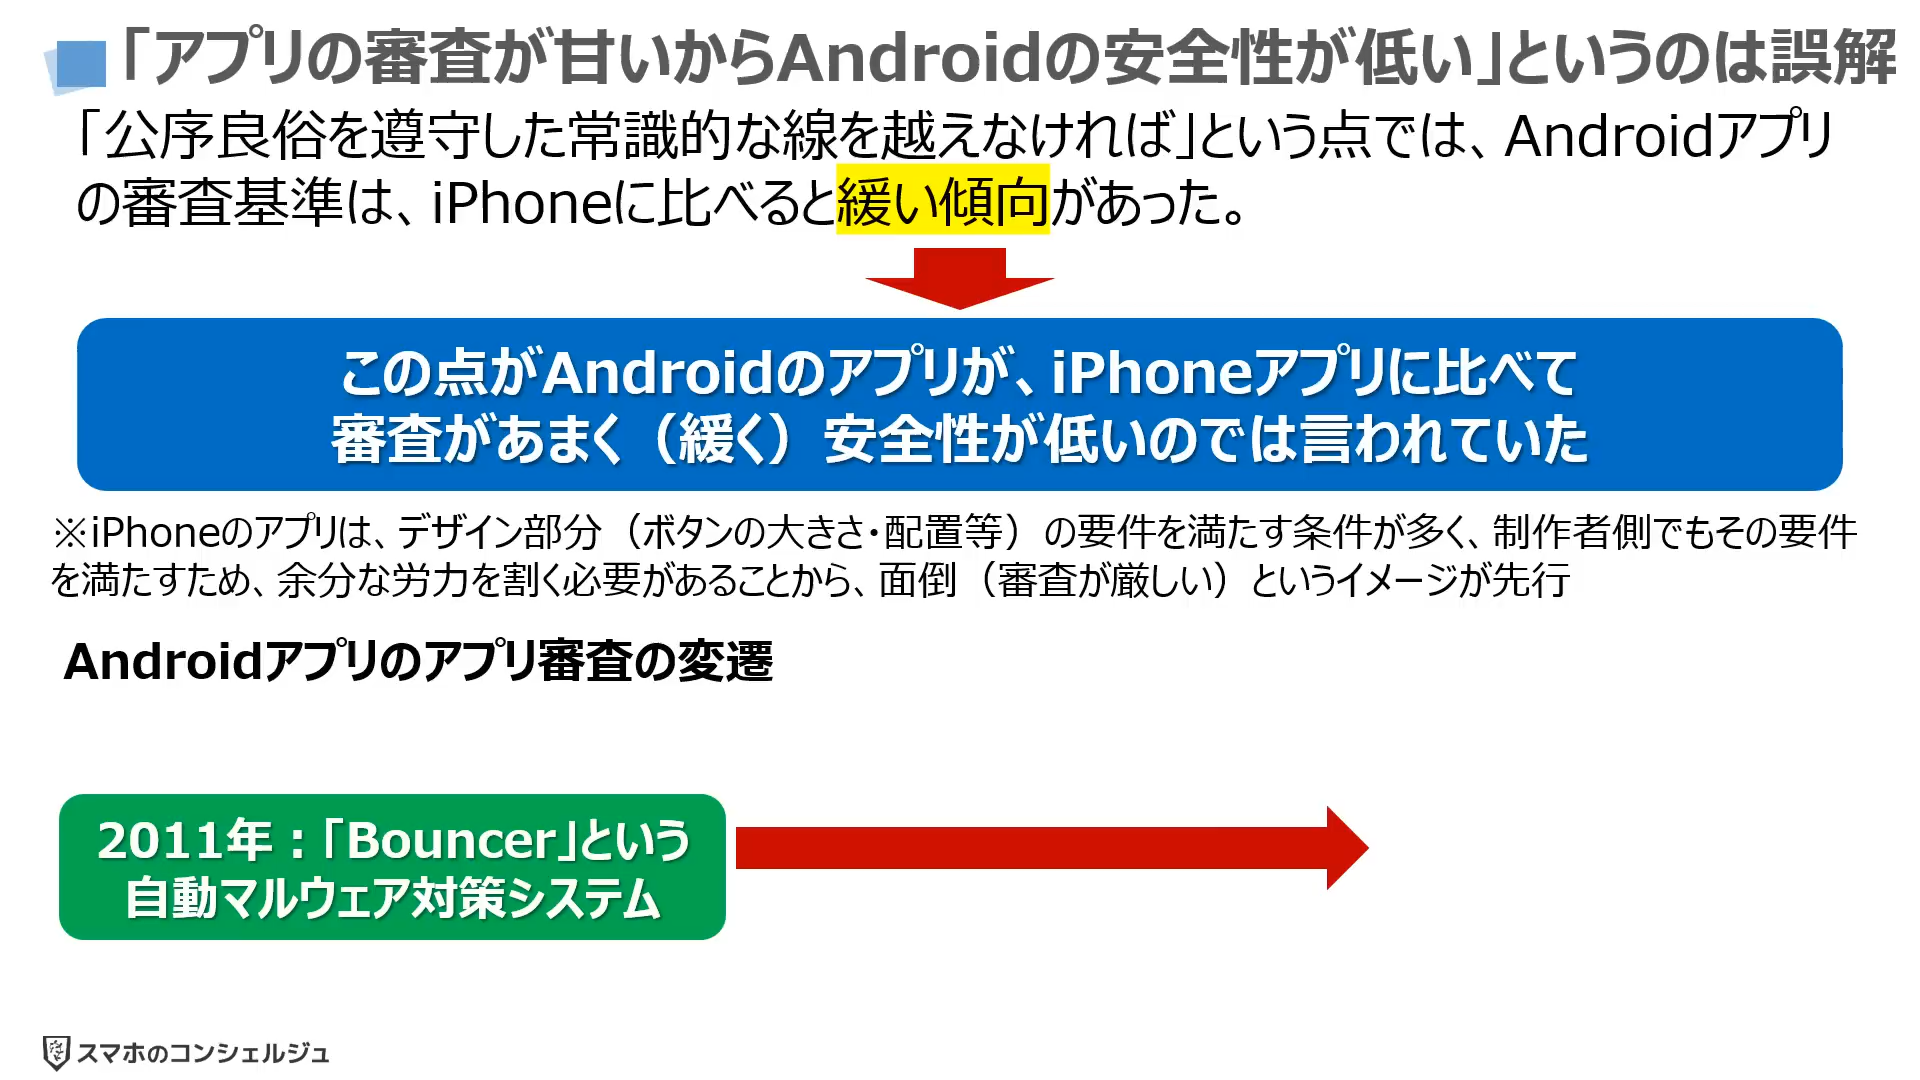 「アプリの審査が甘いからAndroidの安全性が低い」というのは誤解
「公序良俗を遵守した常識的な線を越えなければ」という点では、Androidアプリ
の審査基準は、iPhoneに比べると緩い傾向があった。
この点がAndroidのアプリが、iPhoneアプリに比べて
審査があまく（緩く）安全性が低いのでは言われていた
※iPhoneのアプリは、デザイン部分（ボタンの大きさ・配置等）の要件を満たす条件が多く、制作者側でもその要件
を満たすため、余分な労力を割く必要があることから、面倒（審査が厳しい）というイメージが先行
Androidアプリのアプリ審査の変遷
2011年：「Bouncer」という
自動マルウェア対策システム
スマホのコンシェルジュ